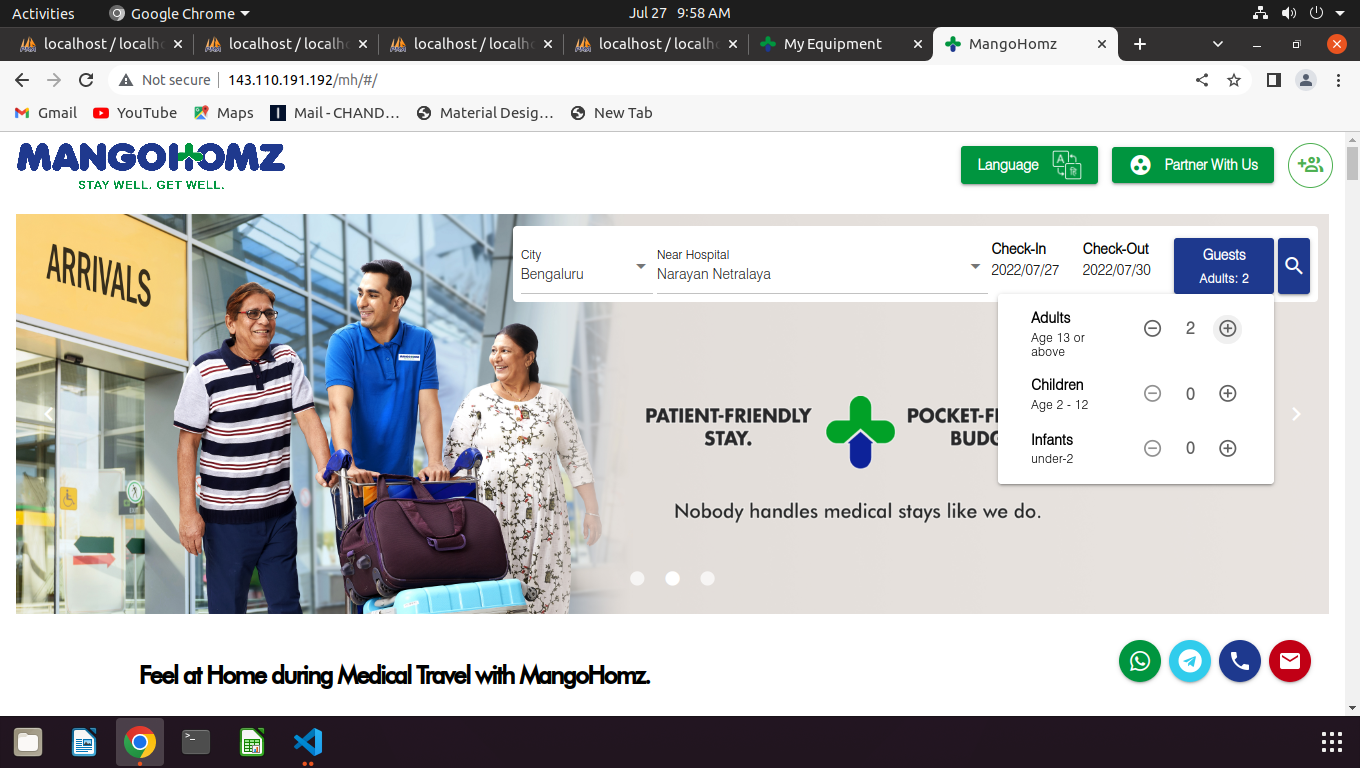 Activities
Google Chrome
Jul 27 9:58 AM
localhost / localho
localhost / localho
localhost / localho
localhost / localho
My Equipment
MangoHomz
Not secure
143.110.191.192/mh/#/
Gmail
YouTube
Maps
Mail - CHAND…
Material Desig…
New Tab
MANGOHOMZ
STAY WELL. GET WELL.
Language
Partner With Us
ARRIVALS
City
Bengaluru
Near Hospital
Narayan Netralaya
Check-In
2022/07/27
Check-Out
2022/07/30
Guests
Adults: 2
Adults
Age 13 or
above
2
Children
Age 2 - 12
0
Infants
under-2
0
PATIENT-FRIENDLY
STAY.
POCKET-F
BUDG
Nobody handles medical stays like we do.
Feel at Home during Medical Travel with MangoHomz.